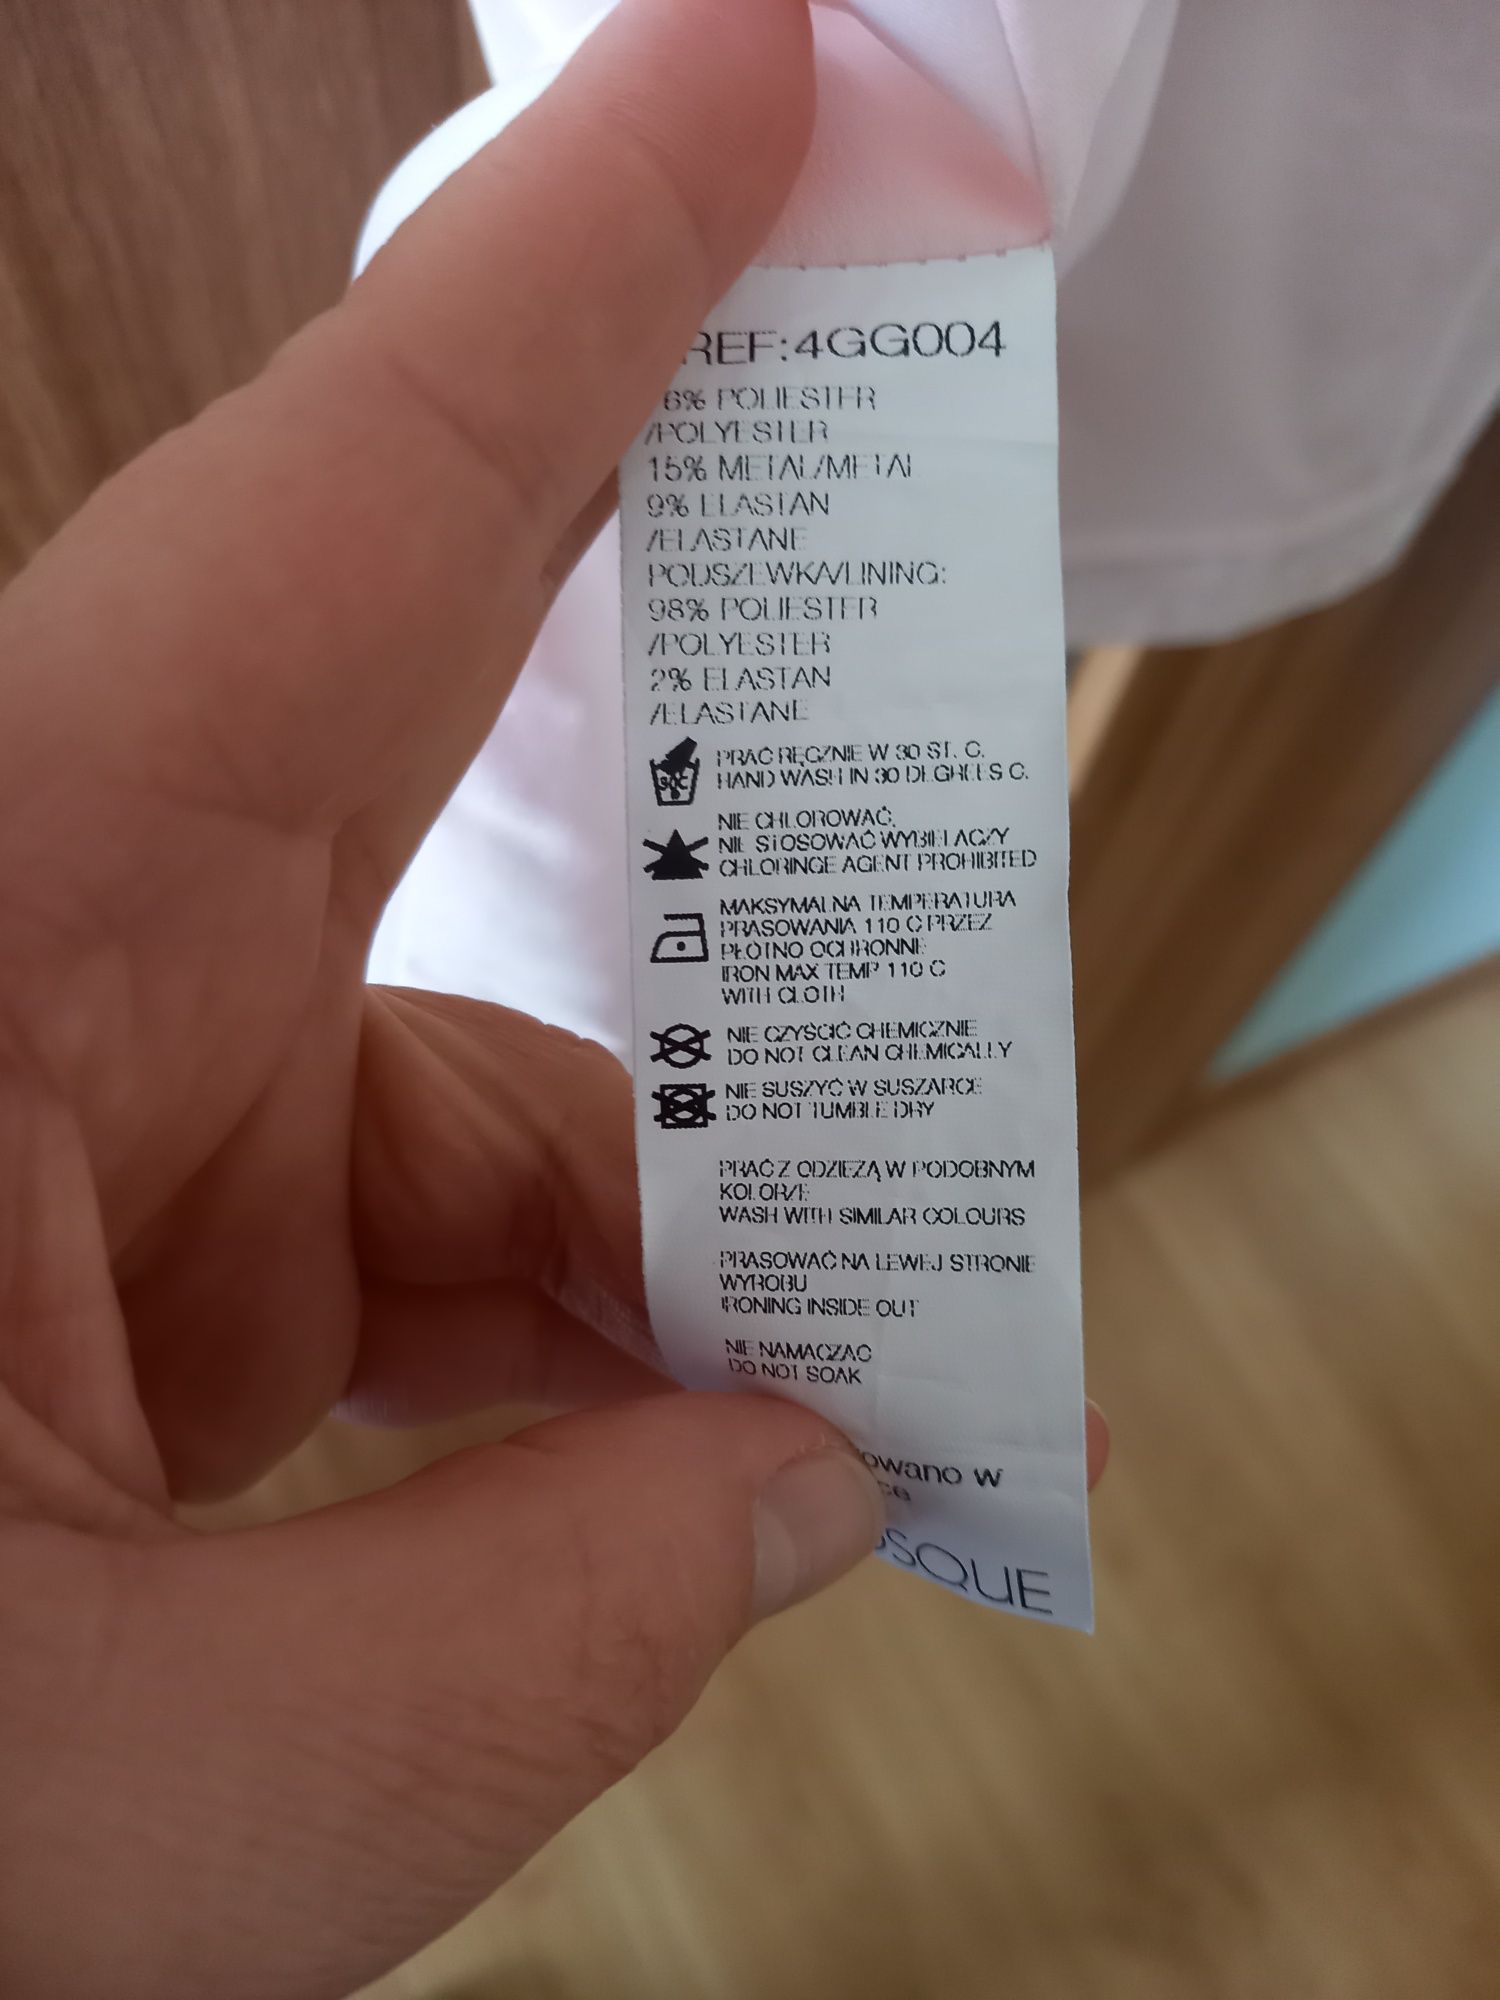 REF:4GG004
6% POLIESTER
/POLYESTER
15% METAL/METAL
9% ELASTAN
/ELASTANE
PODSZEWKA/LINING:
98% POLIESTER
/POLYESTER
2% ELASTAN
/ELASTANE
30C
PRAĆ RĘCZNIE W 30 ST. C.
HAND WASH IN 30 DEGREES C.
NIE CHLOROWAĆ,
NIE STOSOWAĆ WYBIELACZY
CHLORINGE AGENT PROHIBITED
MAKSYMALNA TEMPERATURA
PRASOWANIA 110 C PRZEZ
PŁÓTNO OCHRONNE
IRON MAX TEMP 110 C
WITH CLOTH
NIE CZYŚCIĆ CHEMICZNIE
DO NOT CLEAN CHEMICALLY
NIE SUSZYĆ W SUSZARCE
DO NOT TUMBLE DRY
PRAĆ Z ODZIEŻĄ W PODOBNYM
KOLORZE
WASH WITH SIMILAR COLOURS
PRASOWAĆ NA LEWEJ STRONIE
WYROBU
IRONING INSIDE OUT
NIE NAMACZAC
DO NOT SOAK
owano w
ce
OSQUE